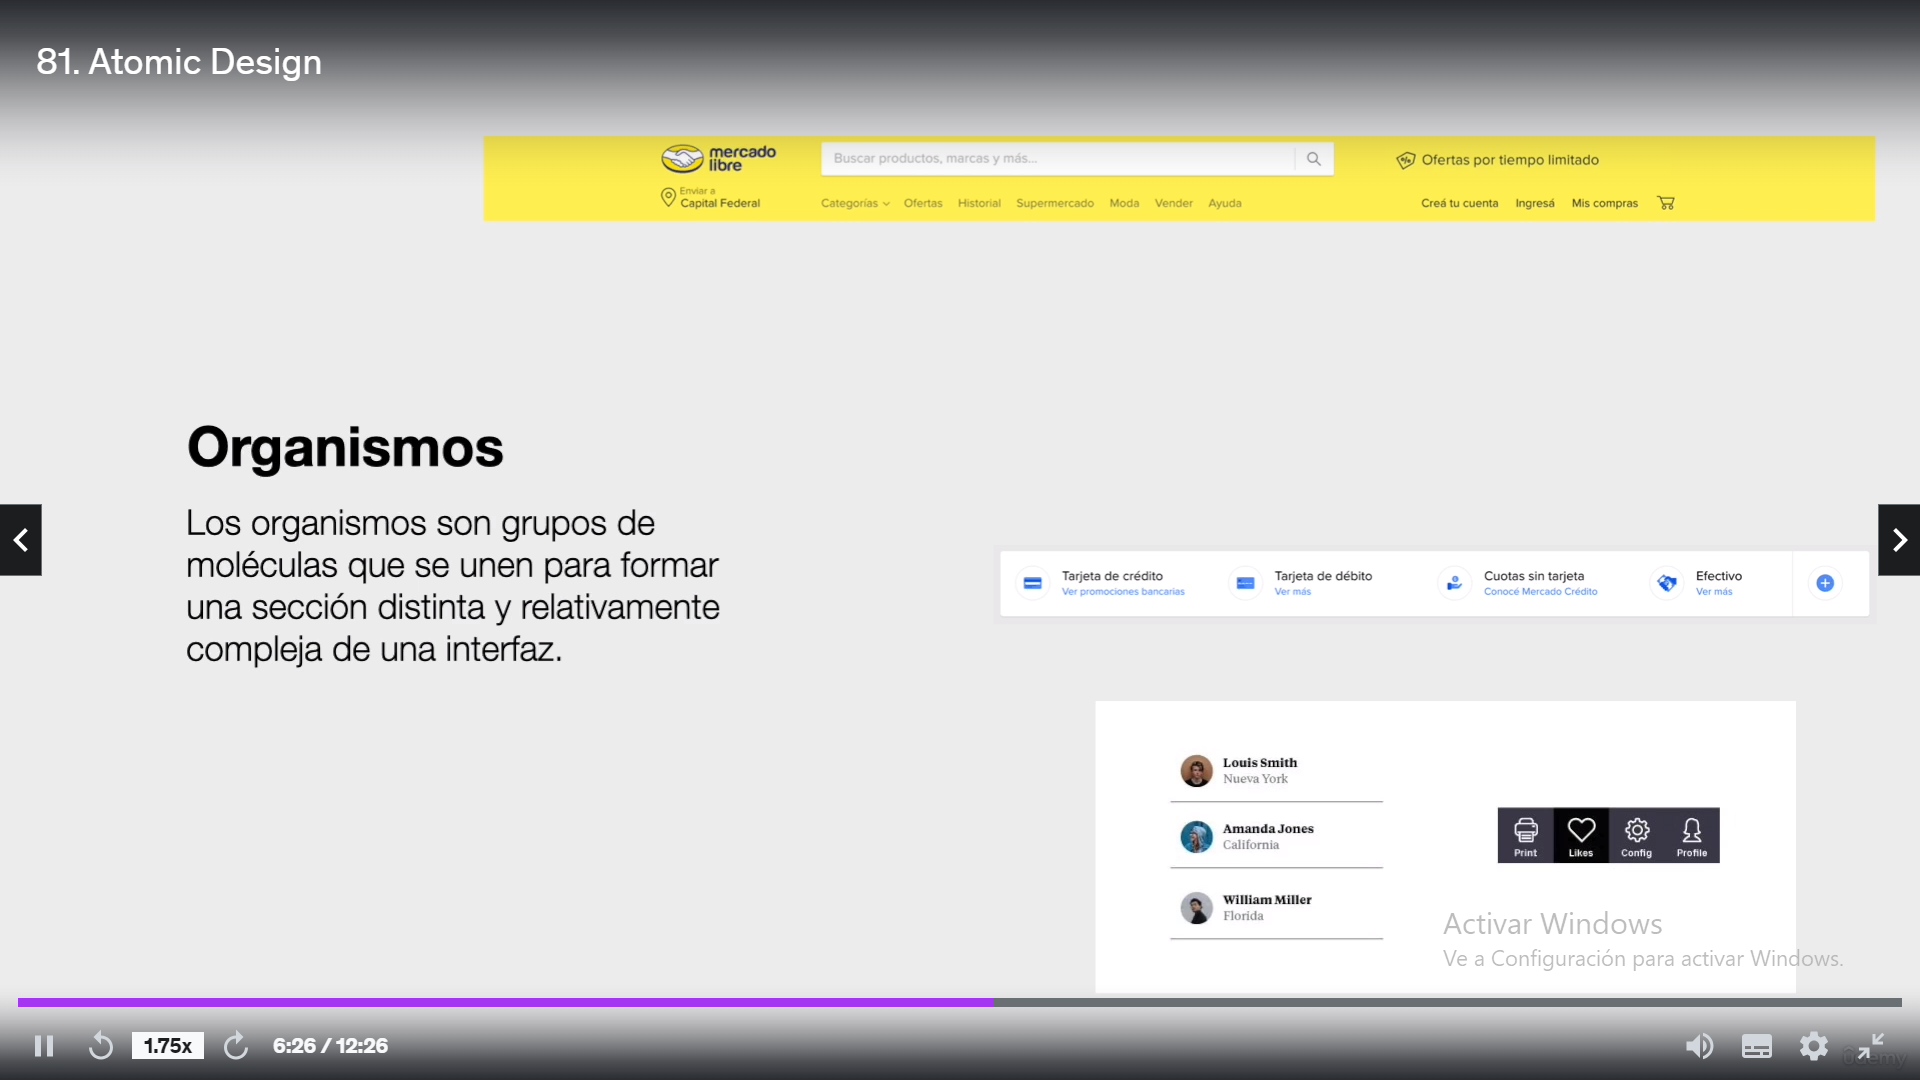 81. Atomic Design
mercado
libre
Buscar productos, marcas y más...
Ofertas por tiempo limitado
Enviar a
Capital Federal
Categorías Ofertas Historial Supermercado Moda Vender Ayuda
Creá tu cuenta Ingresá Mis compras
Organismos
Los organismos son grupos de
moléculas que se unen para formar
una sección distinta y relativamente
compleja de una interfaz.
Tarjeta de crédito
Ver promociones bancarias
Tarjeta de débito
Ver más
Cuotas sin tarjeta
Conocé Mercado Crédito
Efectivo
Ver más
Louis Smith
Nueva York
Amanda Jones
California
William Miller
Florida
Print Likes Config Profile
Activar Windows
Ve a Configuración para activar Windows.
1.75x
6:26 / 12:26
Udemy